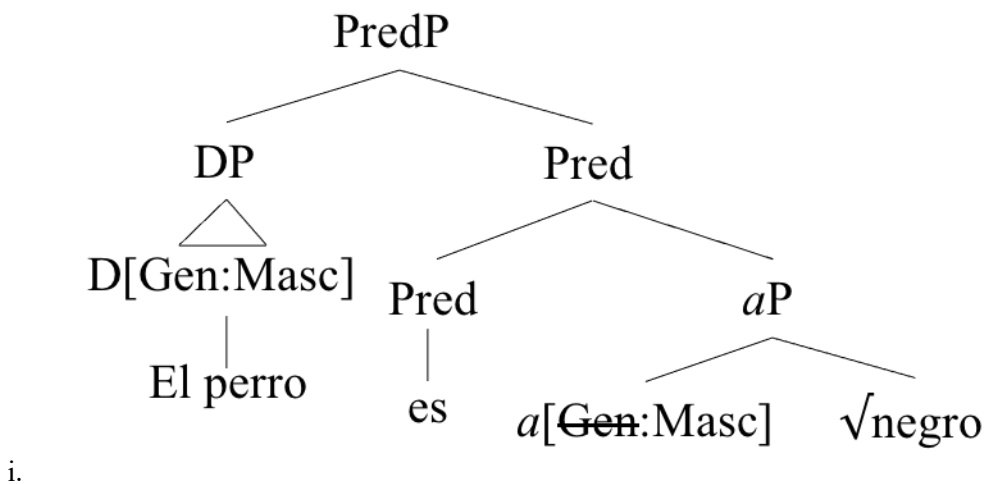 PredP
DP Pred
D[Gen:Masc] Pred aP
El perro es a[Gen:Masc] √negro
i.